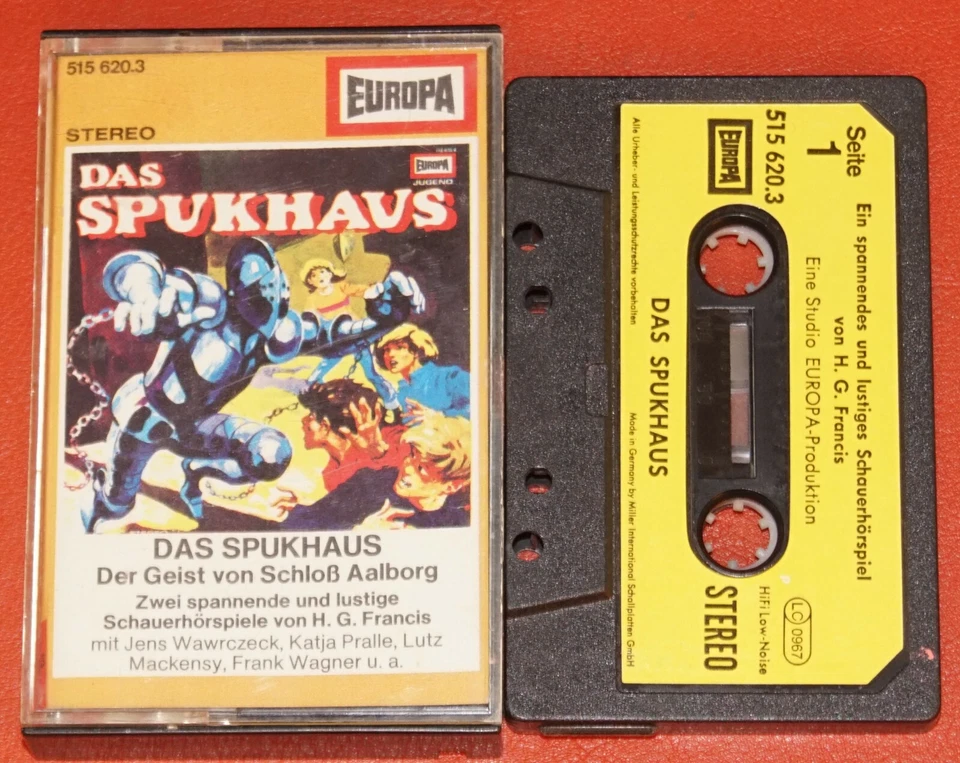 515 620.3
EUROPA
STEREO
EUROPA
JUGEND
DAS
SPUKHAUS
DAS SPUKHAUS
Der Geist von Schloß Aalborg
Zwei spannende und lustige
Schauerhörspiele von H. G. Francis
mit Jens Wawrczeck, Katja Pralle, Lutz
Mackensy, Frank Wagner u. a.
Seite
1
Ein spannendes und lustiges Schauerhörspiel
von H. G. Francis
Eine Studio EUROPA-Produktion
515 620.3
EUROPA
STEREO
HiFi Low-Noise
LC 0967
DAS SPUKHAUS
Alle Urheber- und Leistungsschutzrechte vorbehalten
Made in Germany by Miller International Schallplatten GmbH